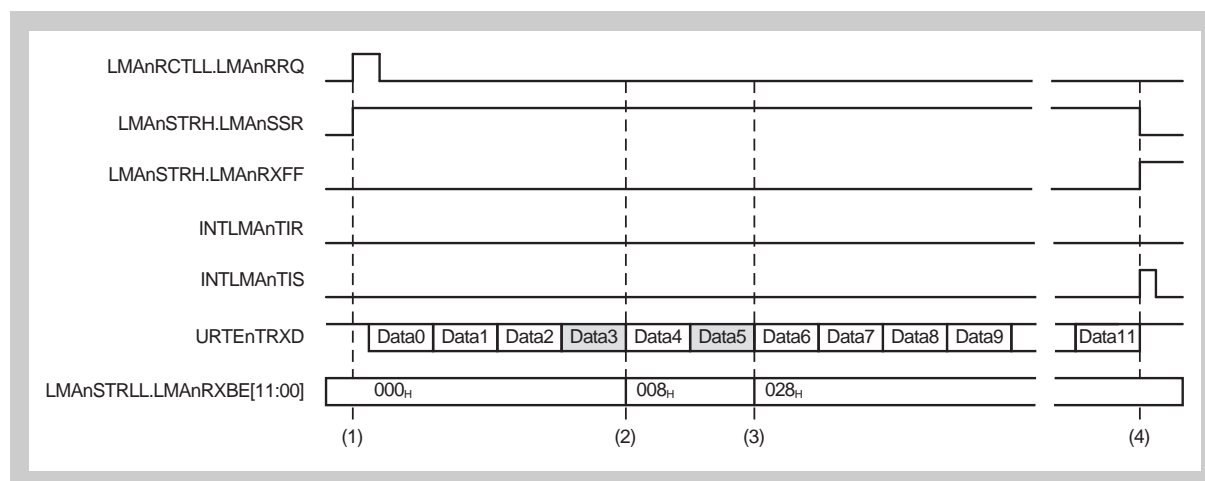 LMAnRCTLL.LMAnRRQ
LMAnSTRH.LMAnSSR
LMAnSTRH.LMAnRXFF
INTLMAnTIR
INTLMAnTIS
URTEnTRXD Data0 Data1 Data2 Data3 Data4 Data5 Data6 Data7 Data8 Data9 Data11
LMAnSTRLL.LMAnRXBE[11:00] 000H 008H 028H
(1) (2) (3) (4)